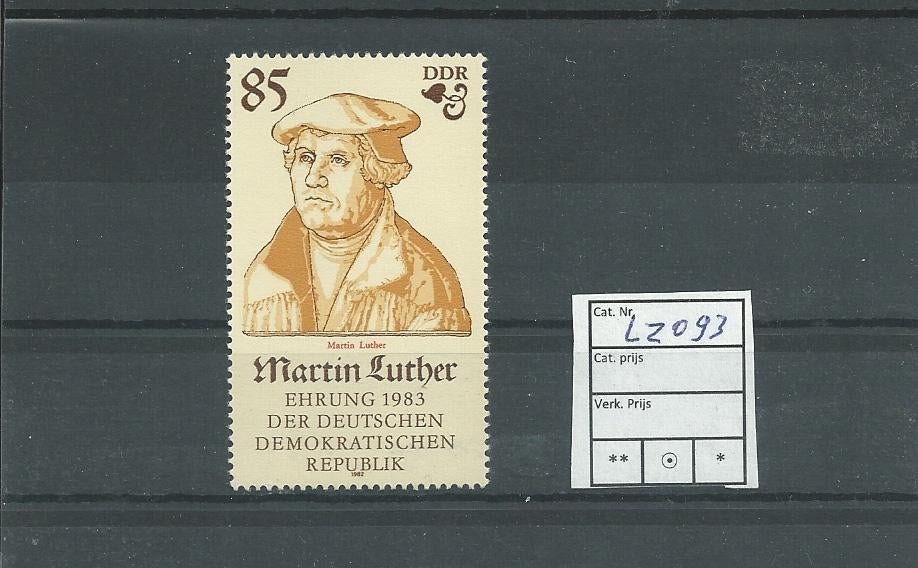 85
DDR
Martin Luther
Martin Luther
EHRUNG 1983
DER DEUTSCHEN
DEMOKRATISCHEN
REPUBLIK
1982
Cat. Nr.
LZ093
Cat. prijs
Verk. Prijs
** ⊙ *